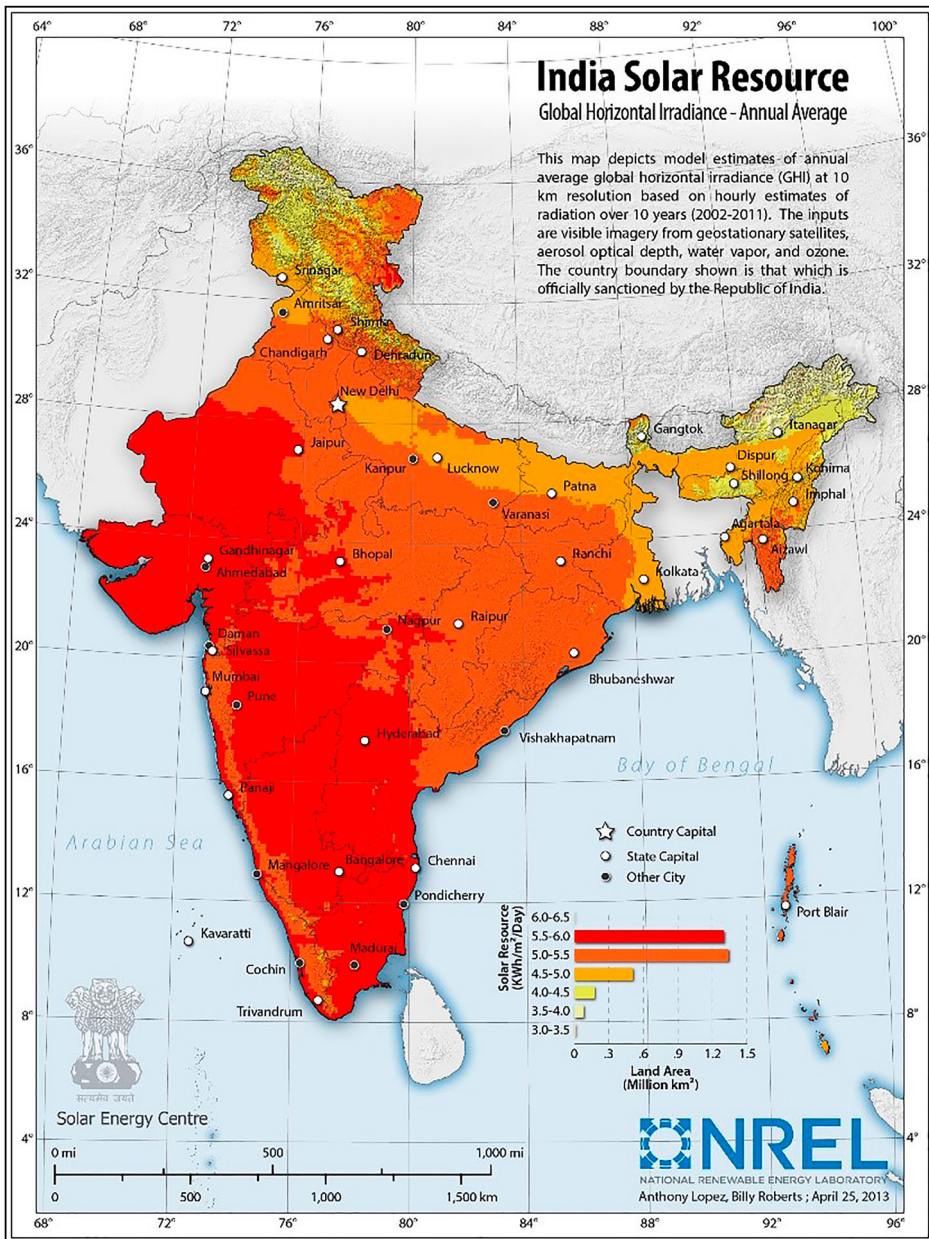 64°
68°
72°
76°
80°
84°
88°
92°
96°
100°
India Solar Resource
Global Horizontal Irradiance - Annual Average
This map depicts model estimates of annual
average global horizontal irradiance (GHI) at 10
km resolution based on hourly estimates of
radiation over 10 years (2002-2011). The inputs
are visible imagery from geostationary satellites,
aerosol optical depth, water vapor, and ozone.
The country boundary shown is that which is
officially sanctioned by the Republic of India.
36°
36°
32°
32°
28°
28°
24°
24°
20°
20°
16°
16°
12°
12°
8°
8°
4°
4°
Srinagar
Amritsar
Shimla
Chandigarh
Dehradun
New Delhi
Jaipur
Kanpur
Lucknow
Gangtok
Itanagar
Dispur
Shillong
Kohima
Imphal
Patna
Varanasi
Agartala
Aizawl
Gandhinagar
Ahmedabad
Bhopal
Ranchi
Kolkata
Daman
Silvassa
Nagpur
Raipur
Mumbai
Pune
Bhubaneshwar
Hyderabad
Vishakhapatnam
Bay of Bengal
Panaji
Arabian Sea
Mangalore
Bangalore
Chennai
Pondicherry
Kavaratti
Cochin
Madurai
Trivandrum
Port Blair
Country Capital
State Capital
Other City
Solar Resource
(KWh/m²/Day)
6.0-6.5
5.5-6.0
5.0-5.5
4.5-5.0
4.0-4.5
3.5-4.0
3.0-3.5
0 .3 .6 .9 1.2 1.5
Land Area
(Million km²)
सत्यमेव जयते
Solar Energy Centre
0 mi 500 1,000 mi
0 500 1,000 1,500 km
NREL
NATIONAL RENEWABLE ENERGY LABORATORY
Anthony Lopez, Billy Roberts ; April 25, 2013
68°
72°
76°
80°
84°
88°
92°
96°